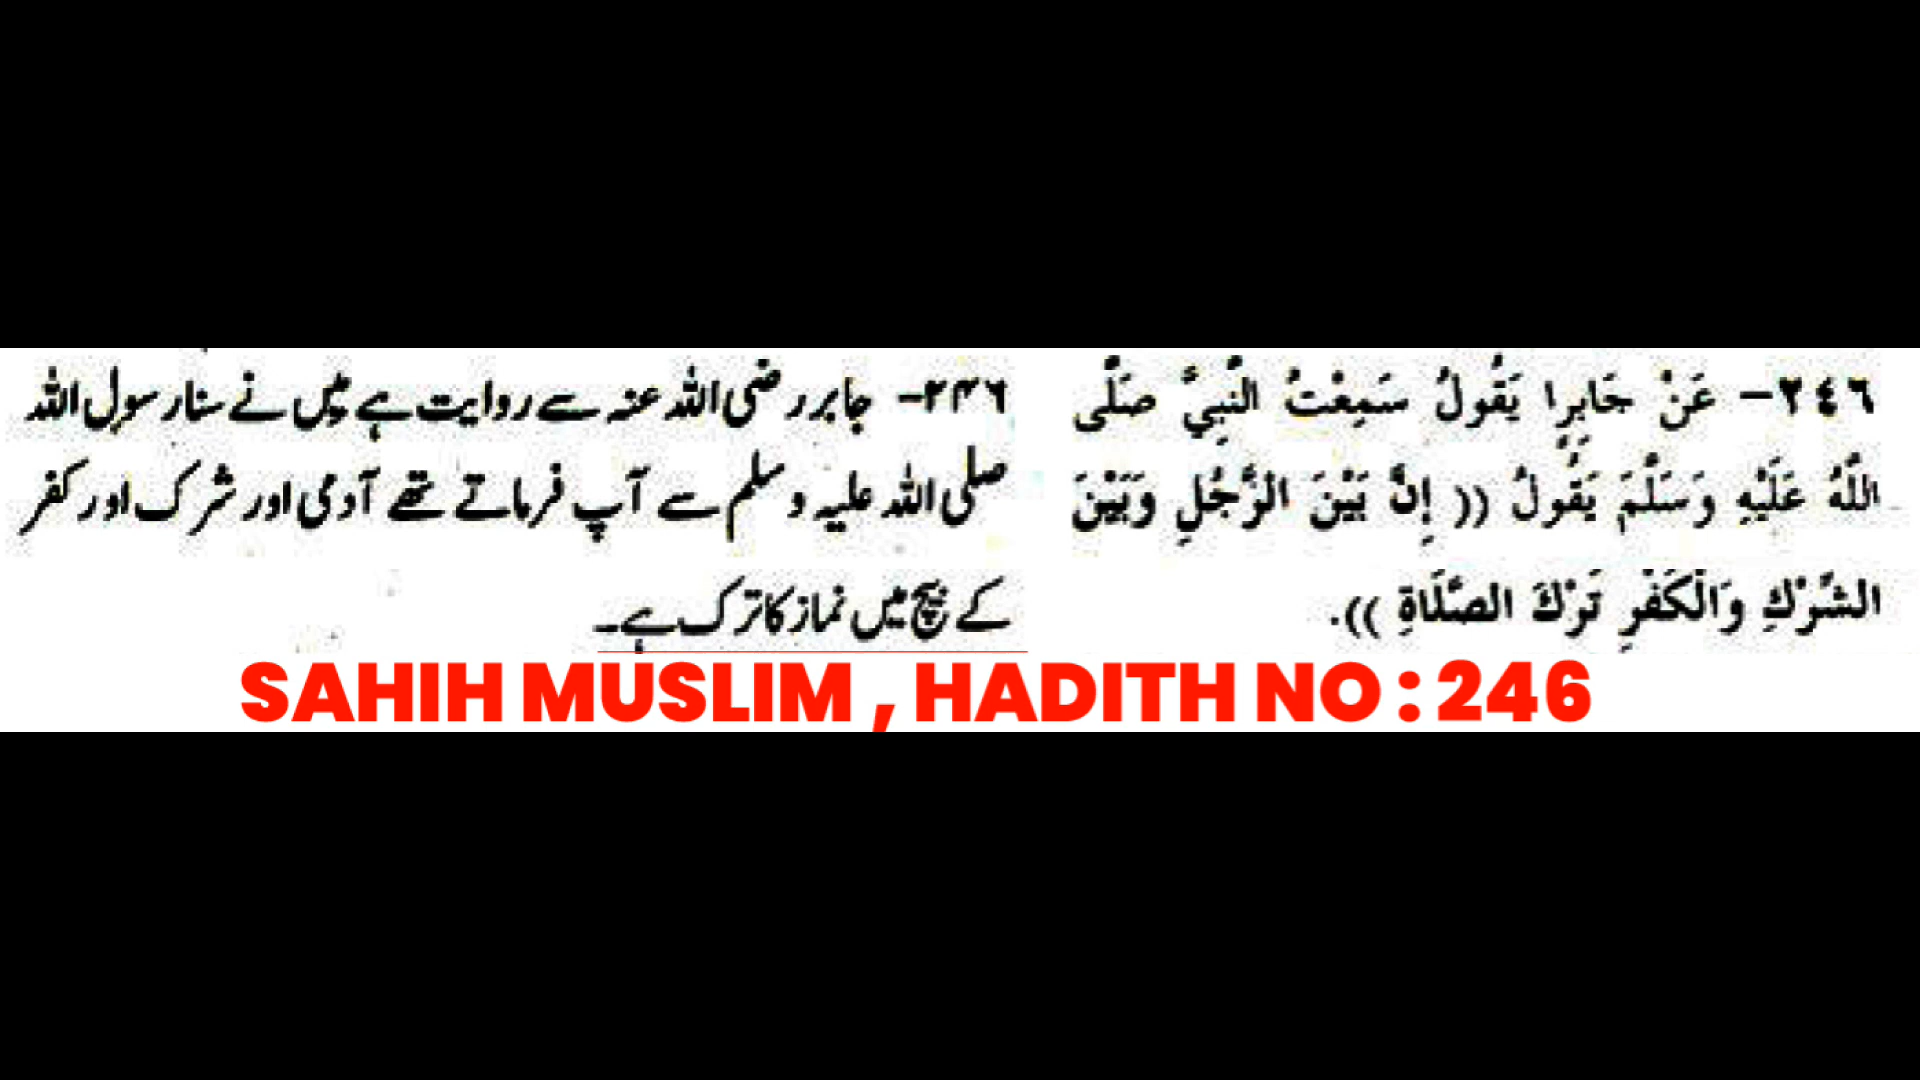 ٢٤٦- عَنْ جَابِرًا يَقُولُ سَمِعْتُ النَّبِيَّ صَلَّى
اللَّهُ عَلَيْهِ وَسَلَّمَ يَقُولُ (( إِنَّ بَيْنَ الرَّجُلِ وَبَيْنَ
الشِّرْكِ وَالْكَفْرِ تَرْكَ الصَّلَاةِ )).
۲۴۶- جابر رضی اللہ عنہ سے روایت ہے میں نے سنا رسول اللہ
صلی اللہ علیہ وسلم سے آپ فرماتے تھے آدمی اور شرک اور کفر
کے بیچ میں نماز کا ترک ہے۔
SAHIH MUSLIM , HADITH NO : 246